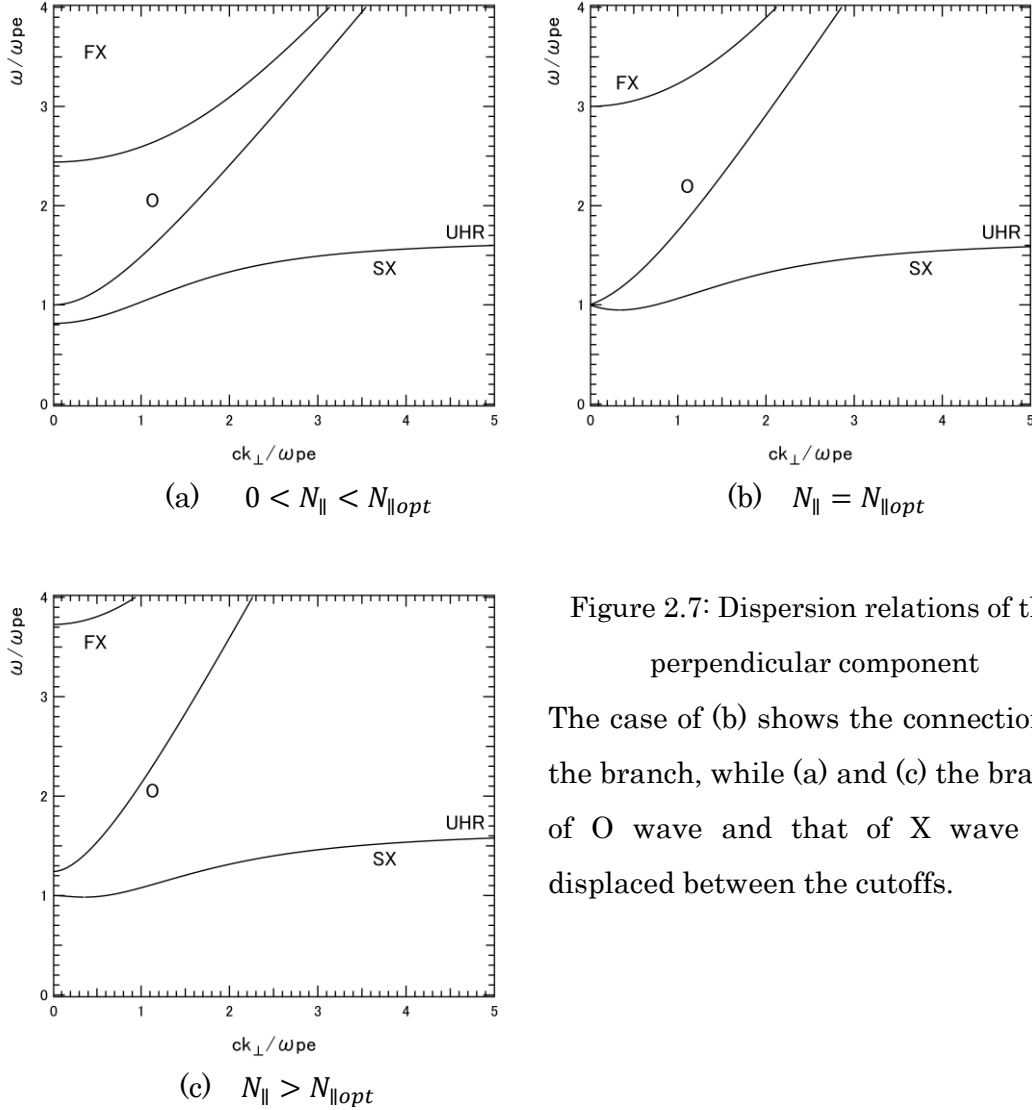 ω/ωpe
4
3
2
1
0
FX
O
UHR
SX
0 1 2 3 4 5
ck⊥/ωpe
(a) 0 < N∥ < N∥opt
ω/ωpe
4
3
2
1
0
FX
O
UHR
SX
0 1 2 3 4 5
ck⊥/ωpe
(b) N∥ = N∥opt
ω/ωpe
4
3
2
1
0
FX
O
UHR
SX
0 1 2 3 4 5
ck⊥/ωpe
(c) N∥ > N∥opt
Figure 2.7: Dispersion relations of
perpendicular component
The case of (b) shows the connection
the branch, while (a) and (c) the
of O wave and that of X wave
displaced between the cutoffs.